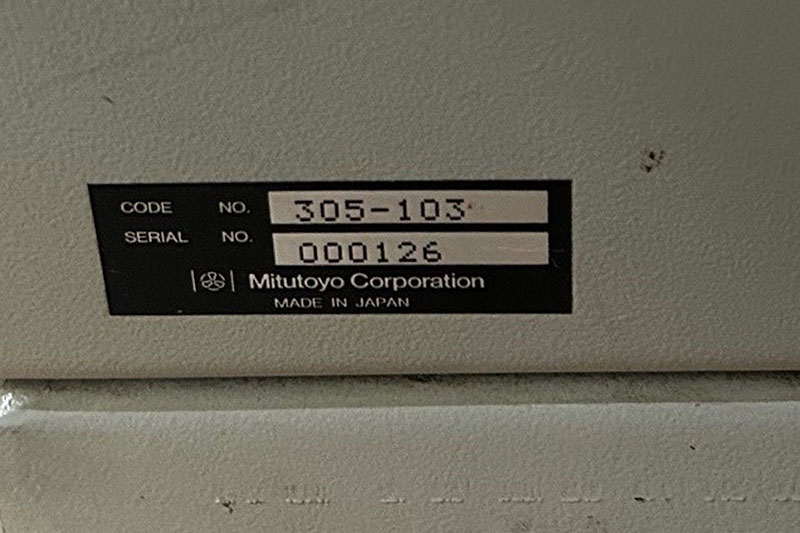 CODE NO. 305-103
SERIAL NO. 000126
Mitutoyo Corporation
MADE IN JAPAN